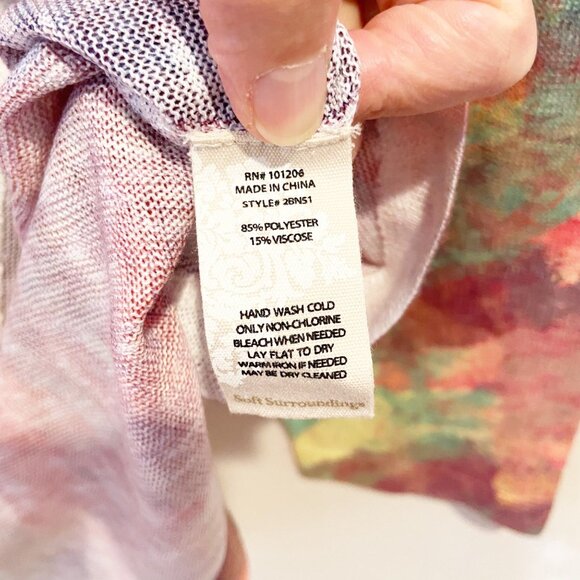 RN# 101206
MADE IN CHINA
STYLE# 2BN51
85% POLYESTER
15% VISCOSE
HAND WASH COLD
ONLY NON-CHLORINE
BLEACH WHEN NEEDED
LAY FLAT TO DRY
WARM IRON IF NEEDED
MAY BE DRY CLEANED
Soft Surroundings